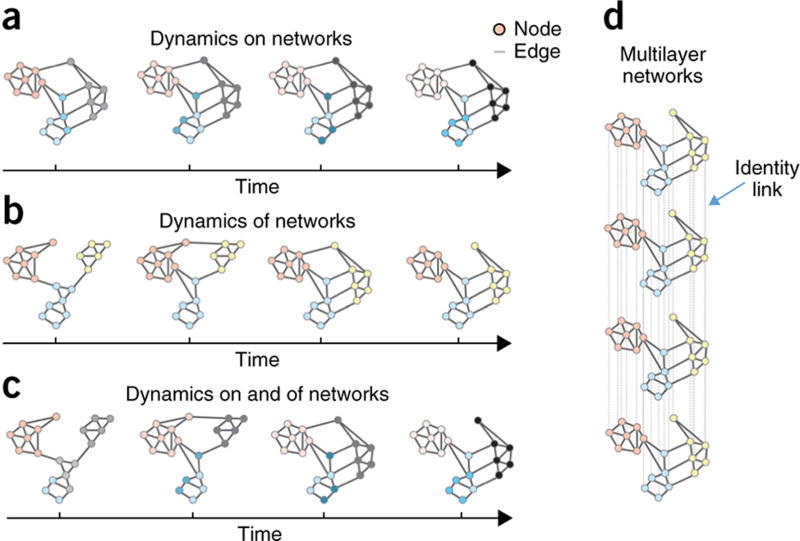 a
Dynamics on networks
Node
Edge
Time
b
Dynamics of networks
Time
c
Dynamics on and of networks
Time
d
Multilayer
networks
Identity
link